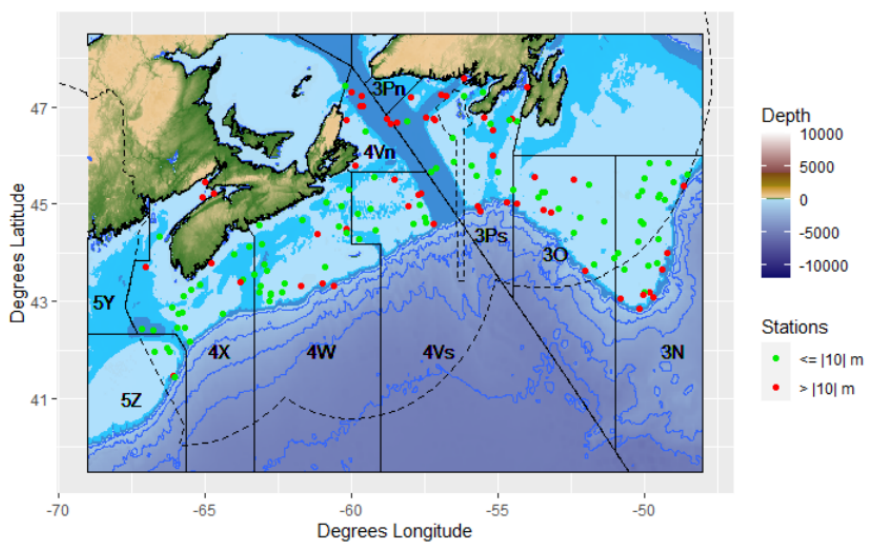 Degrees Latitude
47
45
43
41
-70
-65
-60
-55
-50
Degrees Longitude
3Pn
4Vn
3Ps
3O
5Y
4X
4W
4Vs
3N
5Z
Depth
10000
5000
0
-5000
-10000
Stations
<= |10| m
> |10| m